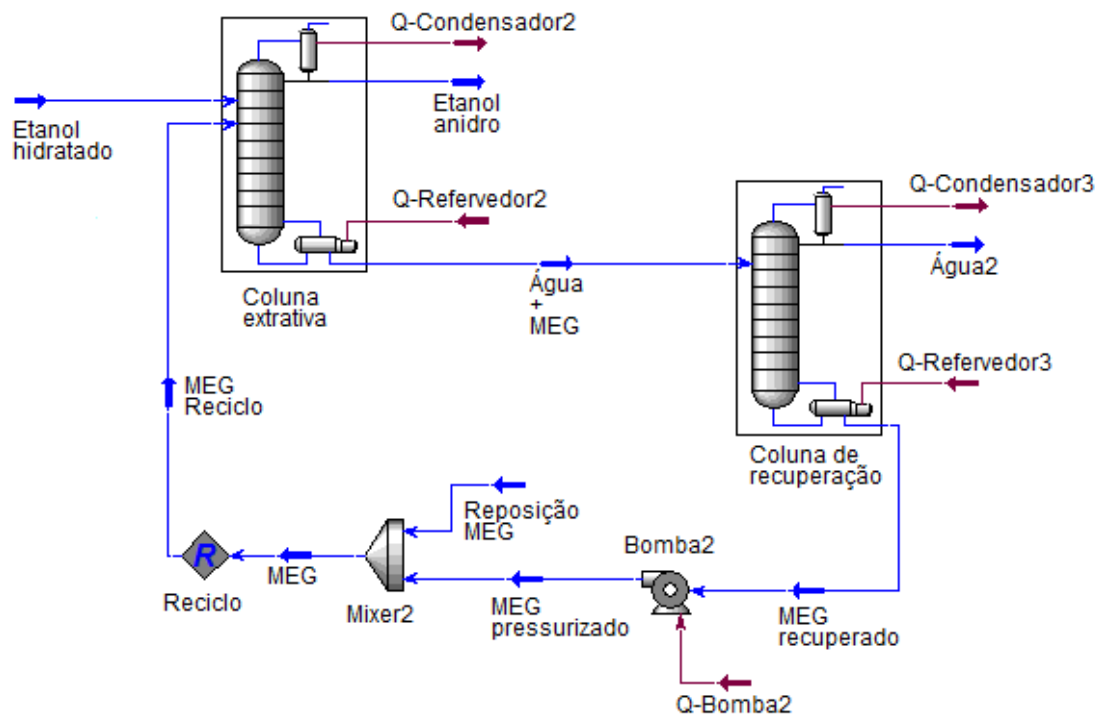 Q-Condensador2
Etanol
hidratado
Etanol
anidro
Q-Refervedor2
Coluna
extrativa
Água
+
MEG
Q-Condensador3
Água2
Q-Refervedor3
Coluna de
recuperação
MEG
Reciclo
Reposição
MEG
R
Reciclo
MEG
Mixer2
MEG
pressurizado
Bomba2
MEG
recuperado
Q-Bomba2